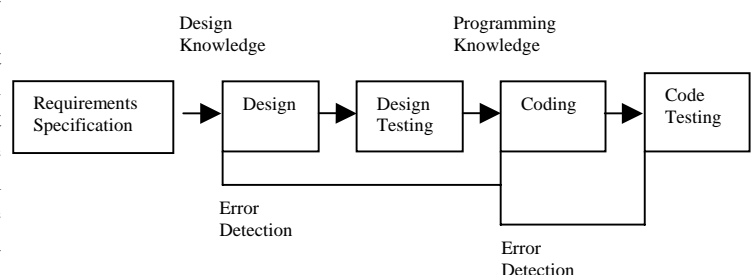 Design
Knowledge
Programming
Knowledge
Requirements
Specification
Design
Design
Testing
Coding
Code
Testing
Error
Detection
Error
Detection